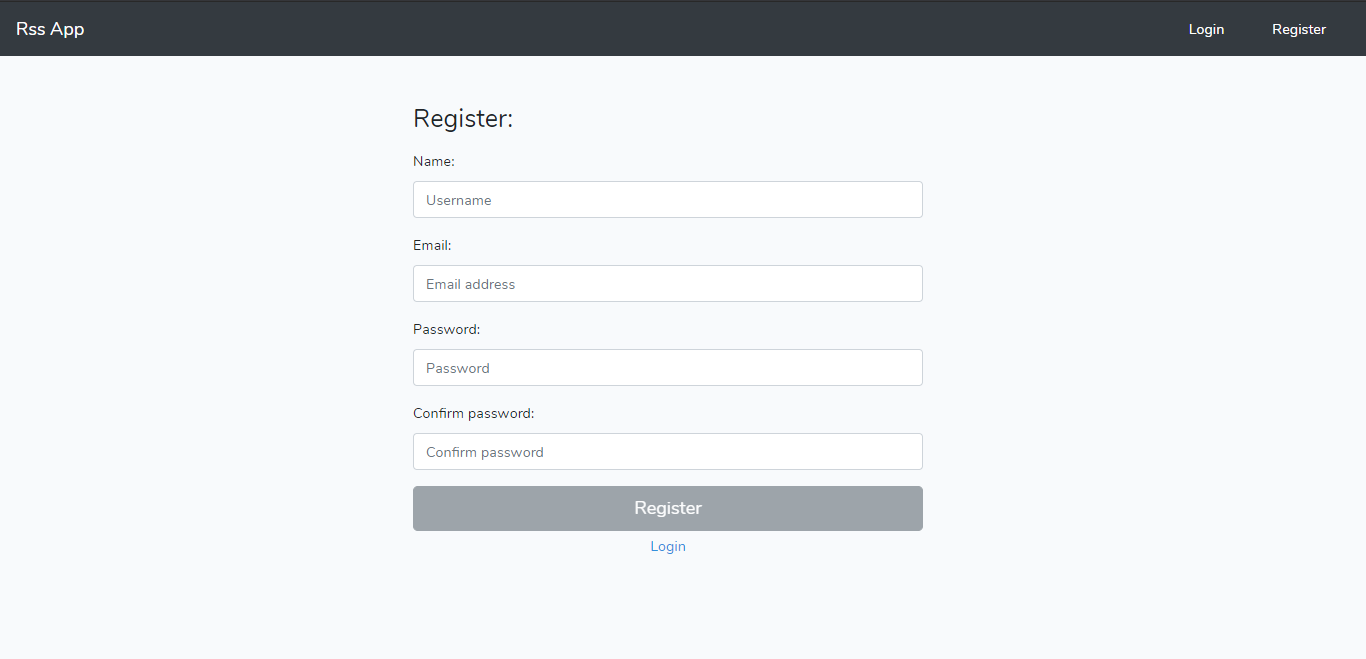 Rss App
Login
Register
Register:
Name:
Username
Email:
Email address
Password:
Password
Confirm password:
Confirm password
Register
Login